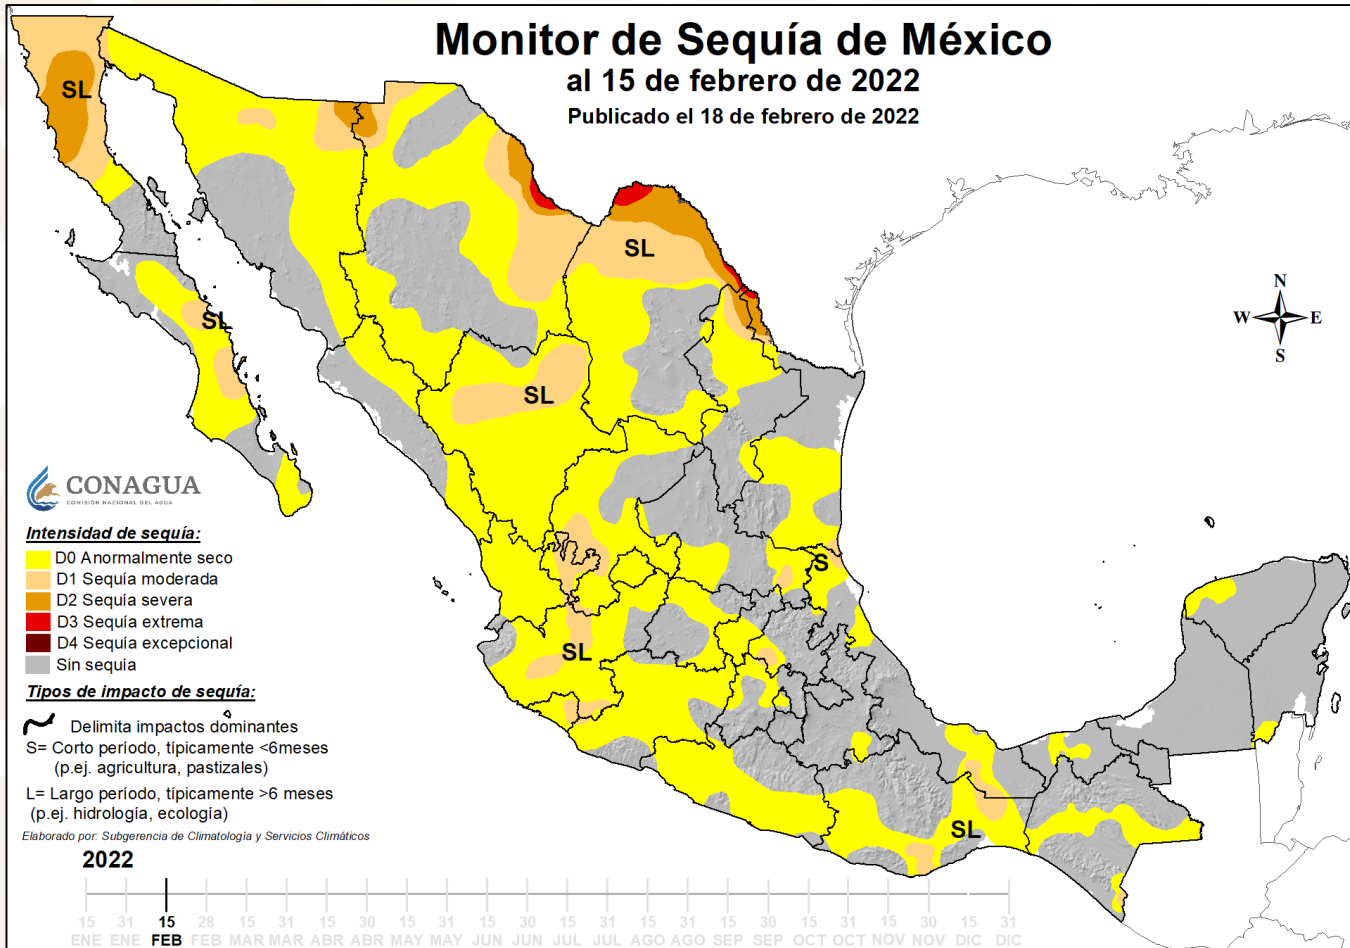 Monitor de Sequía de México
al 15 de febrero de 2022
Publicado el 18 de febrero de 2022
SL
SL
SL
SL
S
SL
SL
N
W E
S
CONAGUA
COMISIÓN NACIONAL DEL AGUA
Intensidad de sequía:
D0 Anormalmente seco
D1 Sequía moderada
D2 Sequía severa
D3 Sequía extrema
D4 Sequía excepcional
Sin sequía
Tipos de impacto de sequía:
Delimita impactos dominantes
S= Corto período, típicamente <6meses
(p.ej. agricultura, pastizales)
L= Largo período, típicamente >6 meses
(p.ej. hidrología, ecología)
Elaborado por: Subgerencia de Climatología y Servicios Climáticos
2022
15 31 15 28 15 31 15 30 15 31 15 30 15 31 15 31 15 30 15 31 15 30 15 31
ENE ENE FEB FEB MAR MAR ABR ABR MAY MAY JUN JUN JUL JUL AGO AGO SEP SEP OCT OCT NOV NOV DIC DIC